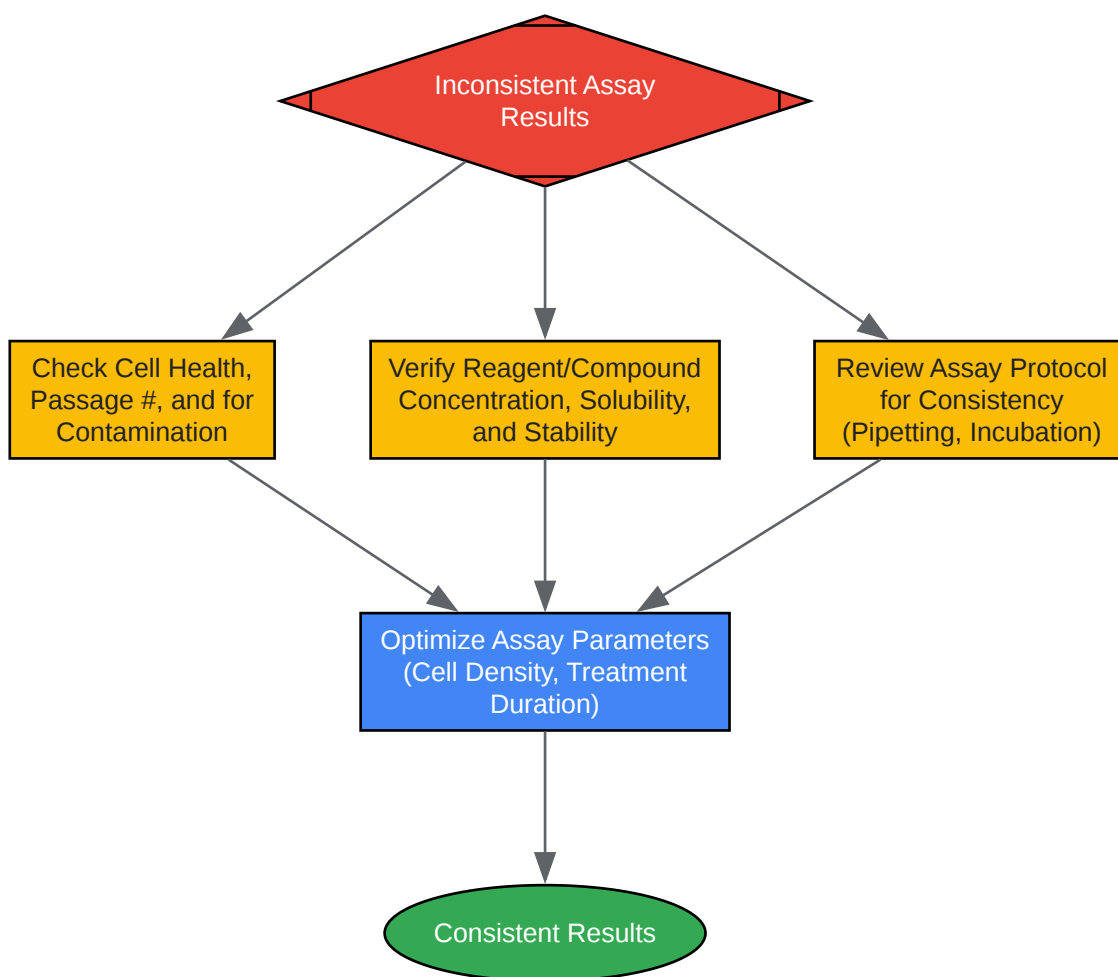 Inconsistent Assay
Results
Check Cell Health,
Passage #, and for
Contamination
Verify Reagent/Compound
Concentration, Solubility,
and Stability
Review Assay Protocol
for Consistency
(Pipetting, Incubation)
Optimize Assay Parameters
(Cell Density, Treatment
Duration)
Consistent Results